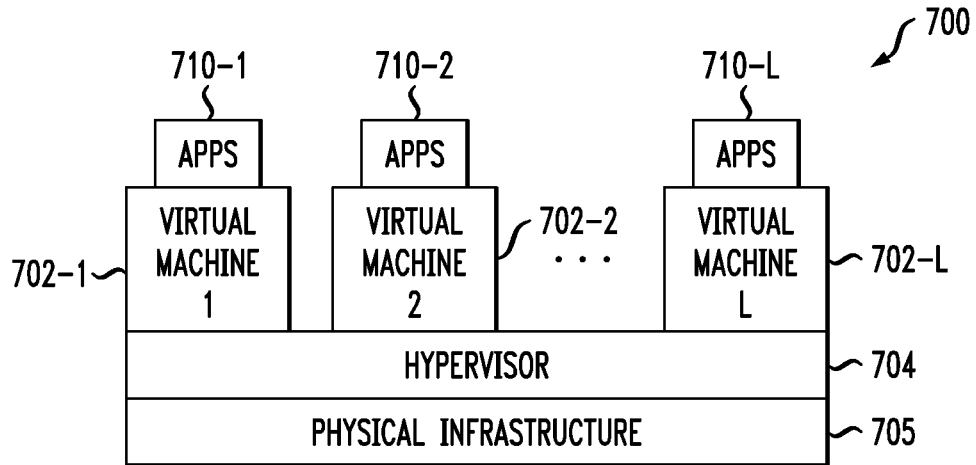 700
710-1
710-2
710-L
APPS
APPS
APPS
VIRTUAL
MACHINE
1
VIRTUAL
MACHINE
2
VIRTUAL
MACHINE
L
702-1
702-2
. . .
702-L
HYPERVISOR
704
PHYSICAL INFRASTRUCTURE
705